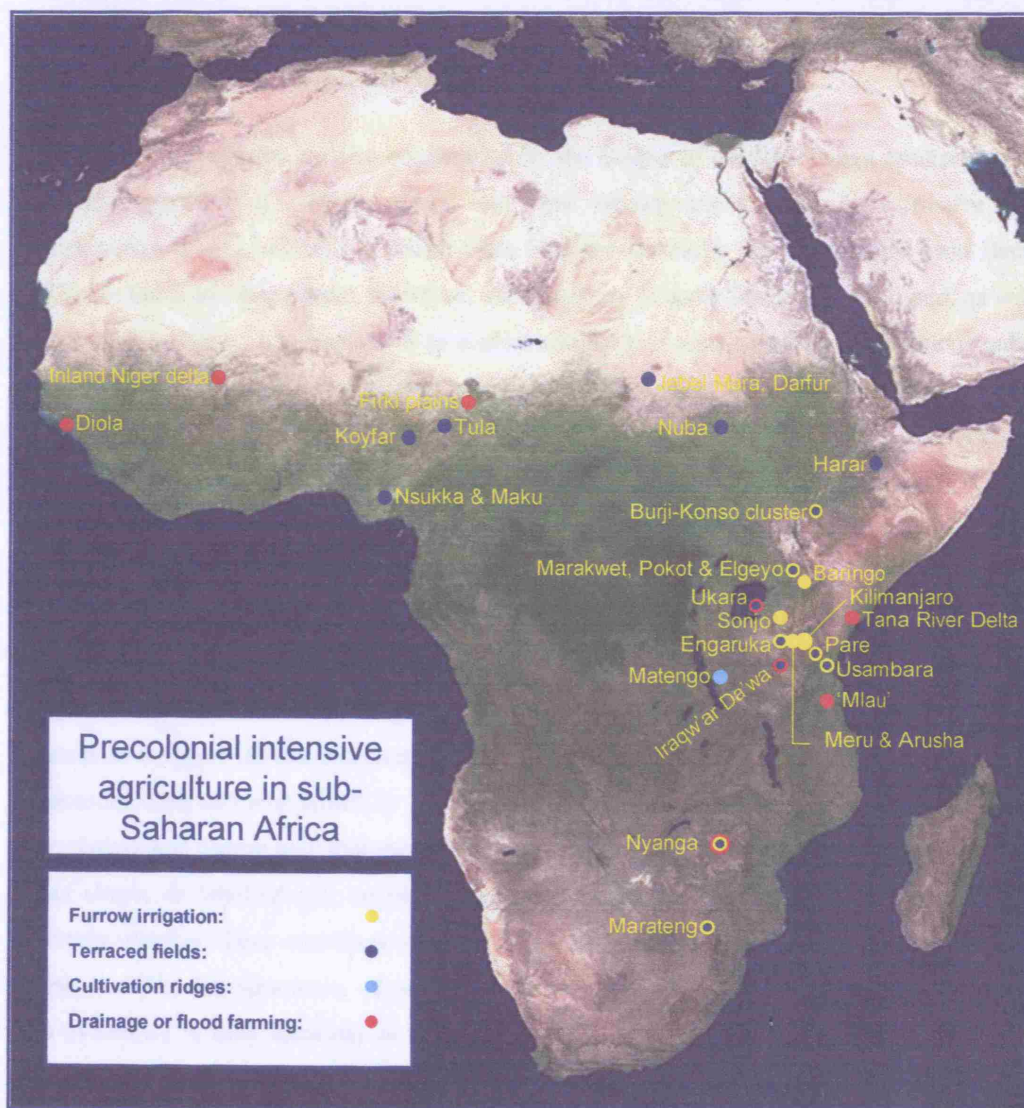 Inland Niger delta
Jebel Mara, Darfur
Firki plains
Diola
Tula
Koyfar
Nuba
Harar
Nsukka & Maku
Burji-Konso cluster
Marakwet, Pokot & Elgeyo
Baringo
Ukara
Kilimanjaro
Sonjo
Tana River Delta
Engaruka
Pare
Usambara
Matengo
Iraqw'ar Da'wa
'Mlau'
Meru & Arusha
Precolonial intensive
agriculture in sub-
Saharan Africa
Nyanga
Marateng
Furrow irrigation:
Terraced fields:
Cultivation ridges:
Drainage or flood farming: